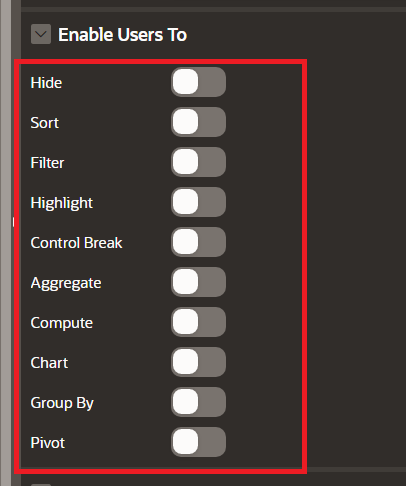 Enable Users To
Hide
Sort
Filter
Highlight
Control Break
Aggregate
Compute
Chart
Group By
Pivot